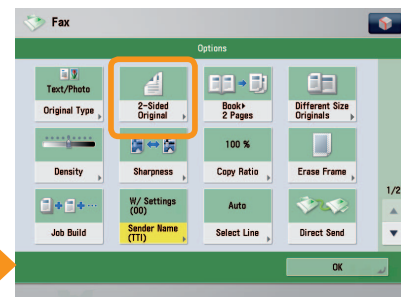 Fax
Options
Text/Photo
Original Type
2-Sided
Original
Book▸
2 Pages
Different Size
Originals
Density
Sharpness
100 %
Copy Ratio
Erase Frame
1/2
Job Build
W/ Settings
(00)
Sender Name
(TTI)
Auto
Select Line
Direct Send
OK